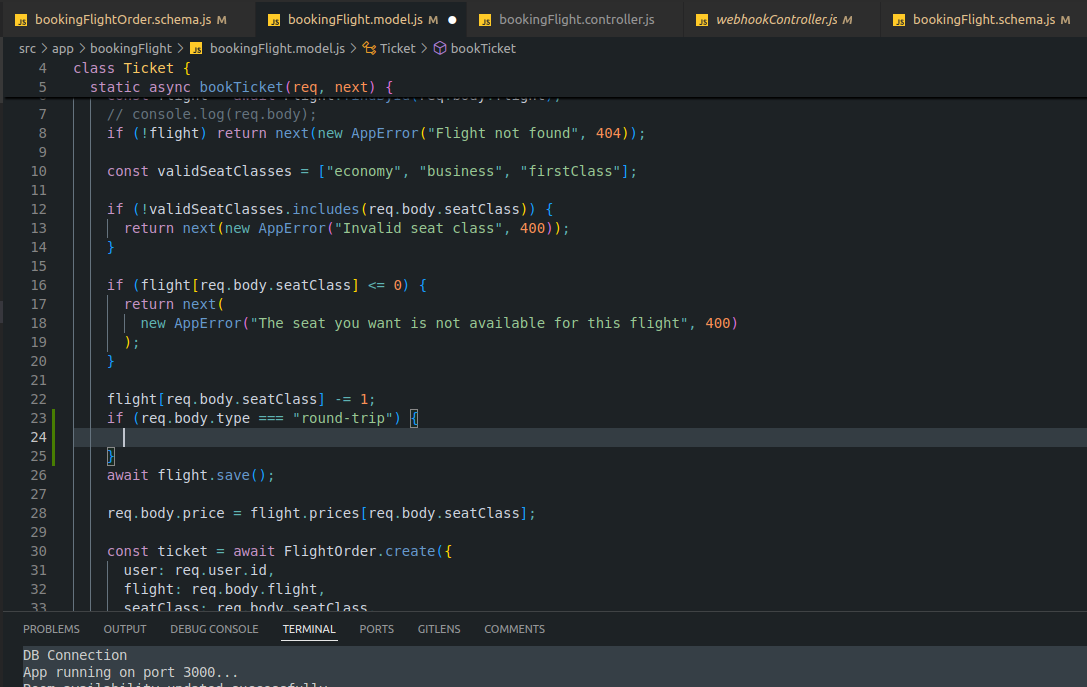 JS bookingFlightOrder.schema.js M
JS bookingFlight.model.js M
JS bookingFlight.controller.js
JS webhookController.js M
JS bookingFlight.schema.js M
src > app > bookingFlight > JS bookingFlight.model.js > Ticket > bookTicket
4 class Ticket {
5 static async bookTicket(req, next) {
7 // console.log(req.body);
8 if (!flight) return next(new AppError("Flight not found", 404));
9
10 const validSeatClasses = ["economy", "business", "firstClass"];
11
12 if (!validSeatClasses.includes(req.body.seatClass)) {
13 return next(new AppError("Invalid seat class", 400));
14 }
15
16 if (flight[req.body.seatClass] <= 0) {
17 return next(
18 new AppError("The seat you want is not available for this flight", 400)
19 );
20 }
21
22 flight[req.body.seatClass] -= 1;
23 if (req.body.type === "round-trip") {
24
25 }
26 await flight.save();
27
28 req.body.price = flight.prices[req.body.seatClass];
29
30 const ticket = await FlightOrder.create({
31 user: req.user.id,
32 flight: req.body.flight,
33 seatClass: req.body.seatClass
PROBLEMS OUTPUT DEBUG CONSOLE TERMINAL PORTS GITLENS COMMENTS
DB Connection
App running on port 3000...
Room availability updated successfully